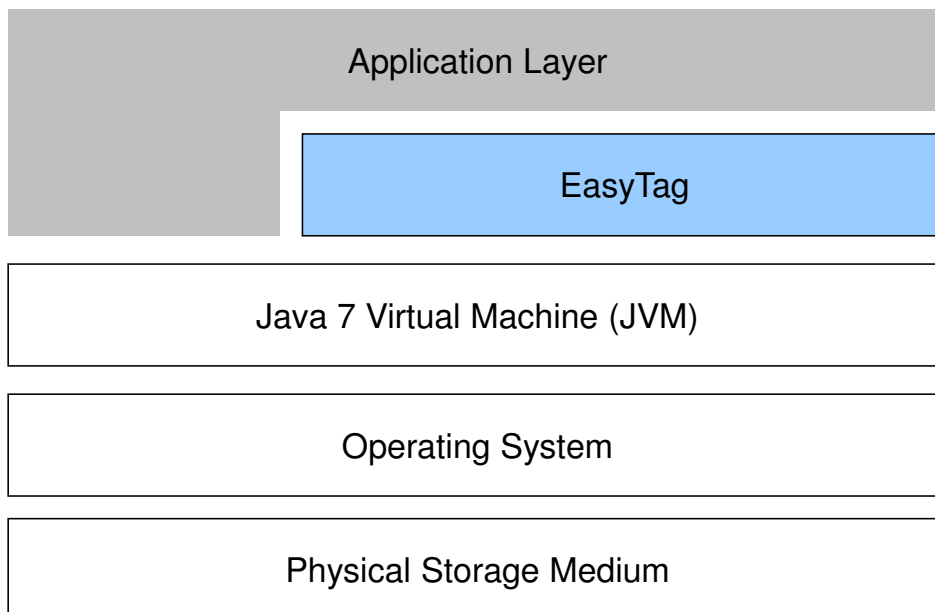 Application Layer
EasyTag
Java 7 Virtual Machine (JVM)
Operating System
Physical Storage Medium